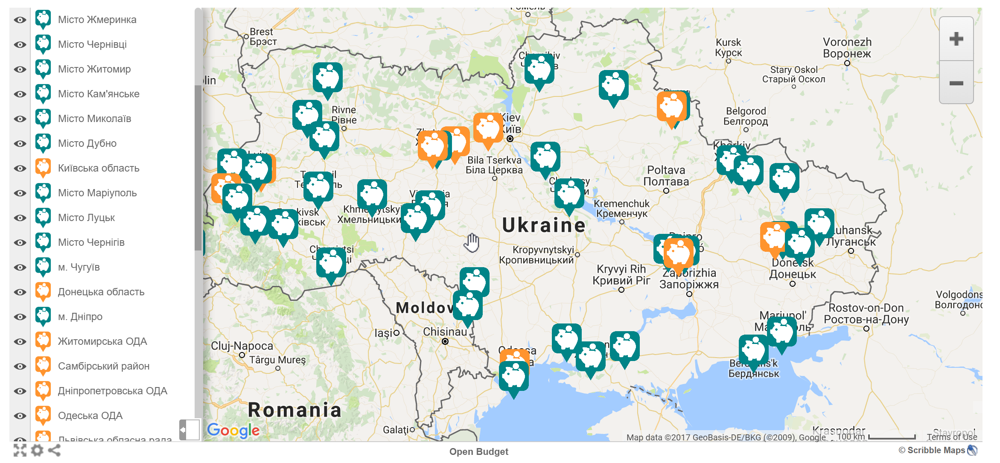 Місто Жмеринка
Місто Чернівці
Місто Житомир
Місто Кам'янське
Місто Миколаїв
Місто Дубно
Київська область
Місто Маріуполь
Місто Луцьк
Місто Чернігів
м. Чугуїв
Донецька область
м. Дніпро
Житомирська ОДА
Самбірський район
Дніпропетровська ОДА
Одеська ОДА
Львівська обласна рада
Brest
Брэст
Kursk
Курск
Voronezh
Воронеж
Stary Oskol
Старый Оскол
Rivne
Рівне
Belgorod
Белгород
Kiev
Київ
Bila Tserkva
Біла Церква
Poltava
Полтава
Kremenchuk
Кременчук
Ukraine
Kropyvnytskyi
Кропивницький
Kryvyi Rih
Кривий Ріг
Zaporizhia
Запоріжжя
Luhansk
Луганськ
Donetsk
Донецьк
Mariupol'
Volgodons
Волгодонс
Rostov-on-Don
Ростов-на-Дону
Бердянськ
Moldov
Iași
Chisinau
Cluj-Napoca
Târgu Mureș
Romania
Galați
Krasnodar
Stavropol
Google
Map data ©2017 GeoBasis-DE/BKG (©2009), Google
100 km
Terms of Use
Open Budget
© Scribble Maps